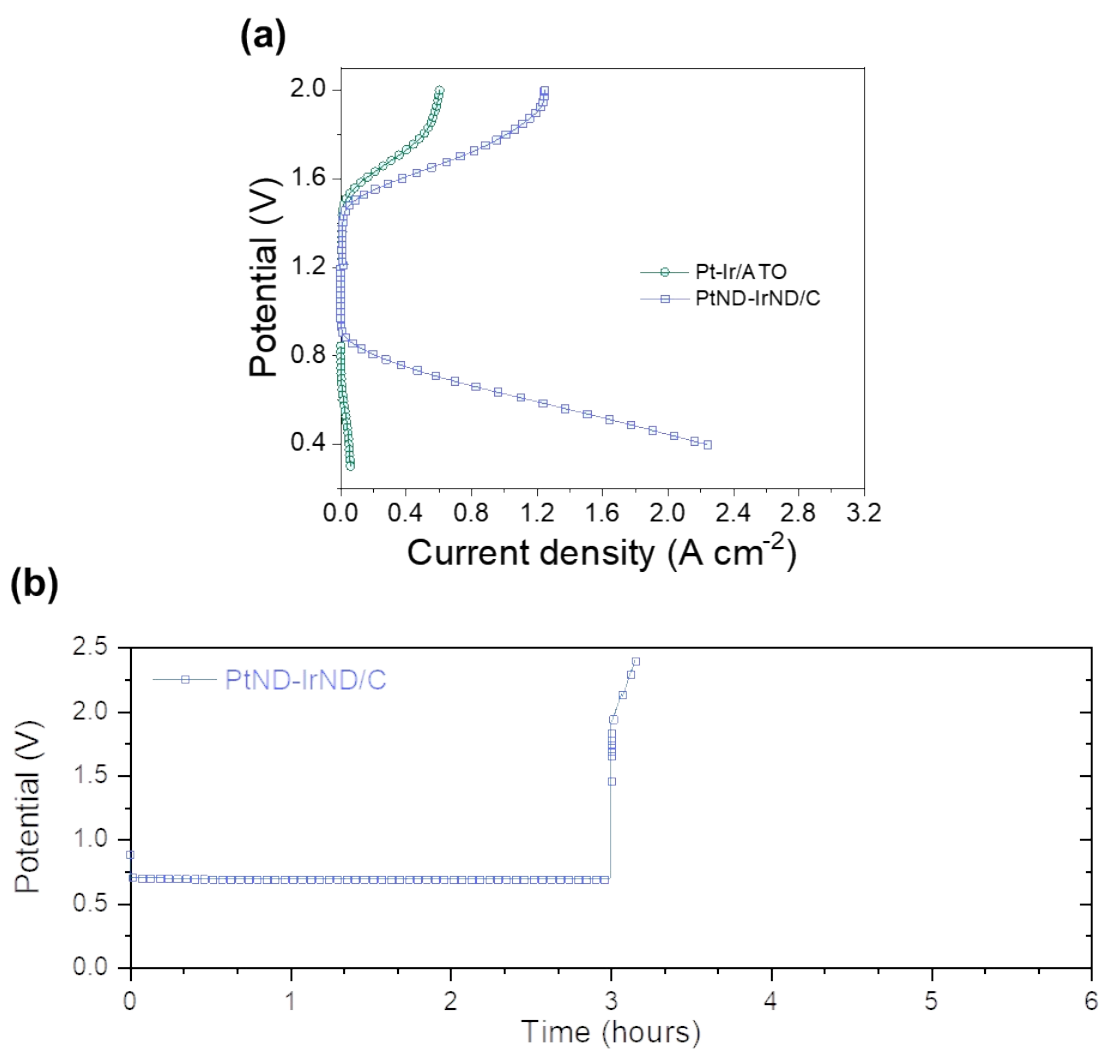 (a)
2.0
1.6
1.2
0.8
0.4
Potential (V)
Pt-Ir/ATO
PtND-IrND/C
0.0 0.4 0.8 1.2 1.6 2.0 2.4 2.8 3.2
Current density (A cm-2)
(b)
2.5
2.0
1.5
1.0
0.5
0.0
Potential (V)
PtND-IrND/C
0 1 2 3 4 5 6
Time (hours)